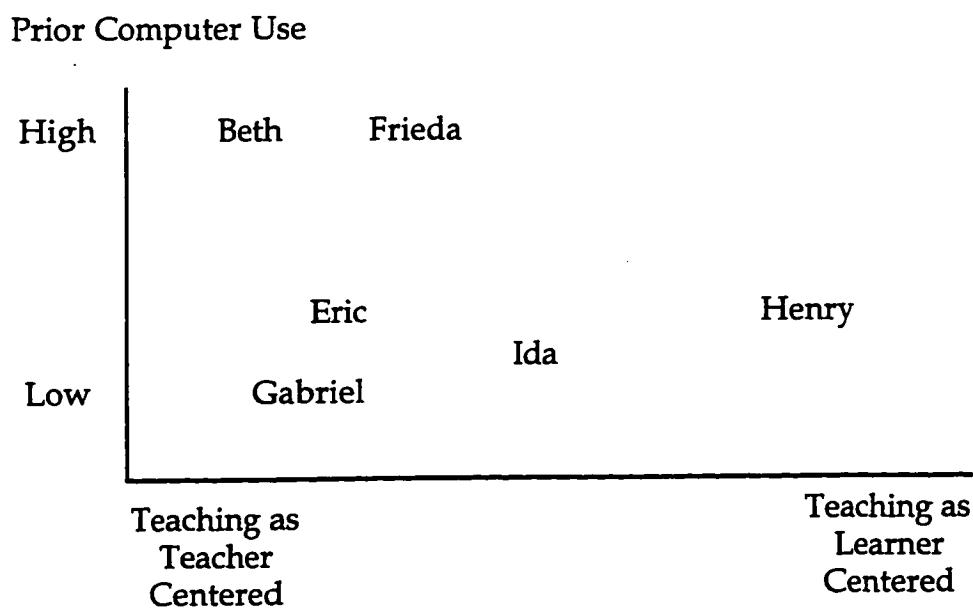 Prior Computer Use
High
Beth
Frieda
Eric
Henry
Ida
Low
Gabriel
Teaching as
Teacher
Centered
Teaching as
Learner
Centered